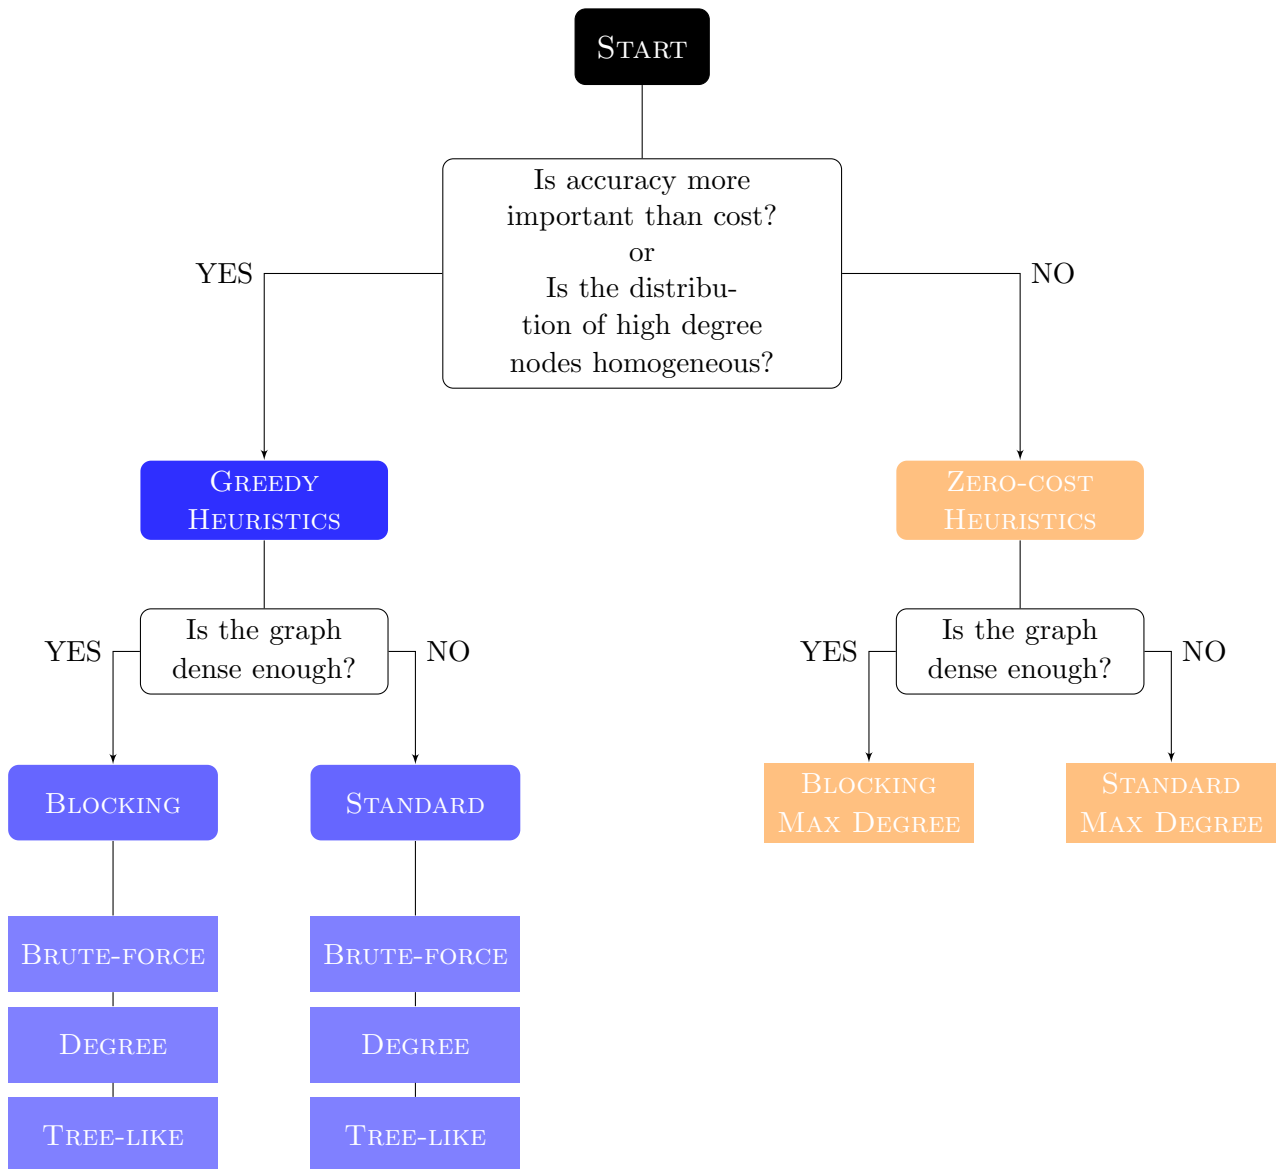 Start
Is accuracy more
important than cost?
or
Is the distribu-
tion of high degree
nodes homogeneous?
YES
NO
Greedy
Heuristics
Zero-cost
Heuristics
Is the graph
dense enough?
YES
NO
Is the graph
dense enough?
YES
NO
Blocking
Standard
Blocking
Max Degree
Standard
Max Degree
Brute-force
Brute-force
Degree
Degree
Tree-like
Tree-like